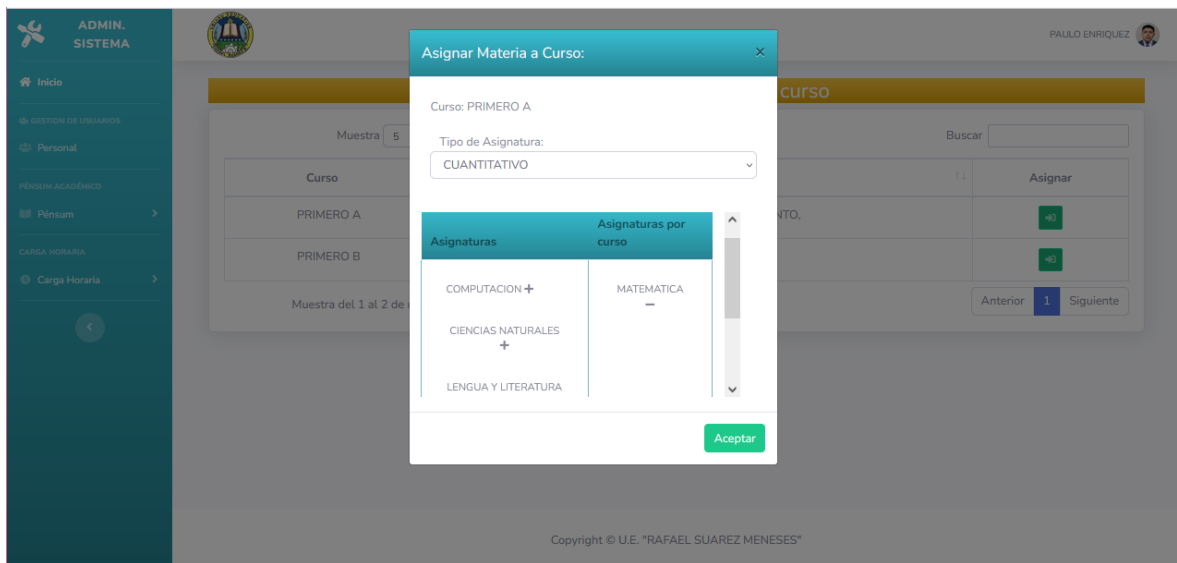 ADMIN.
SISTEMA
Inicio
GESTION DE USUARIOS
Personal
PÉNSUM ACADÉMICO
Pénsum
CARGA HORARIA
Carga Horaria
PAULO ENRIQUEZ
curso
Muestra 5
Buscar
Curso
Asignar
PRIMERO A
NTO,
PRIMERO B
Muestra del 1 al 2 de
Anterior 1 Siguiente
Asignar Materia a Curso: ×
Curso: PRIMERO A
Tipo de Asignatura:
CUANTITATIVO
Asignaturas
Asignaturas por
curso
COMPUTACION +
MATEMATICA
−
CIENCIAS NATURALES
+
LENGUA Y LITERATURA
Aceptar
Copyright © U.E. "RAFAEL SUAREZ MENESES"